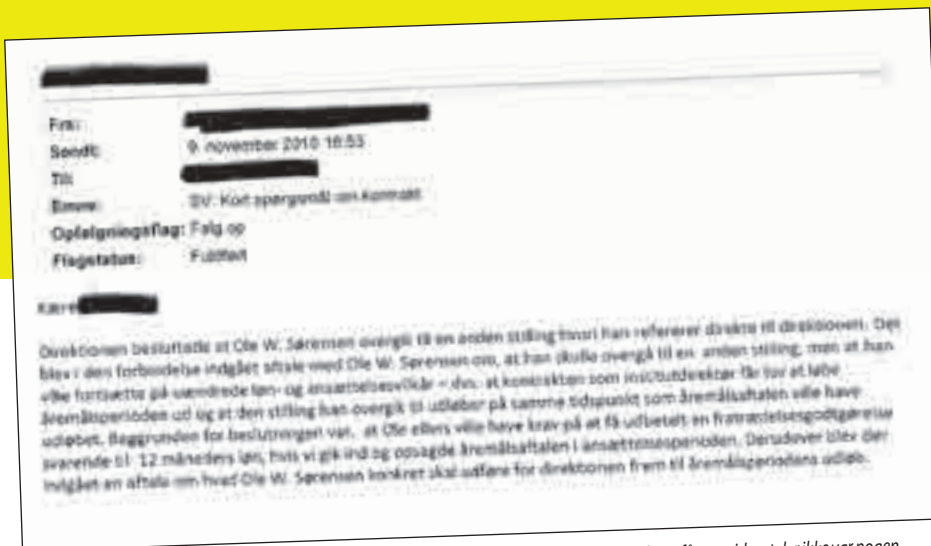 Fra:
Sendt: 9. november 2010 16:53
Til:
Emne: SV: Kort spørgsmål om kontrakt
Opfølgningsflag: Følg op
Flagstatus: Fuldført
Kære
Direktionen besluttede at Ole W. Sørensen overgik til en anden stilling hvori han refererer direkte til direktionen. Det
blev i den forbindelse indgået aftale med Ole W. Sørensen om, at han skulle overgå til en anden stilling, men at han
ville fortsætte på uændrede løn- og ansættelsesvilkår – dvs. at kontrakten som institutdirektør får lov at løbe
åremålsperioden ud og at den stilling han overgik til udløber på samme tidspunkt som åremålsaftalen ville have
udløbet. Baggrunden for beslutningen var, at Ole ellers ville have krav på at få udbetalt en fratrædelsesgodtgørelse
svarende til 12 måneders løn, hvis vi gik ind og opsagde åremålsaftalen i ansættelsesperioden. Derudover blev der
indgået en aftale om hvad Ole W. Sørensen konkret skal udføre for direktionen frem til åremålsperiodens udløb.